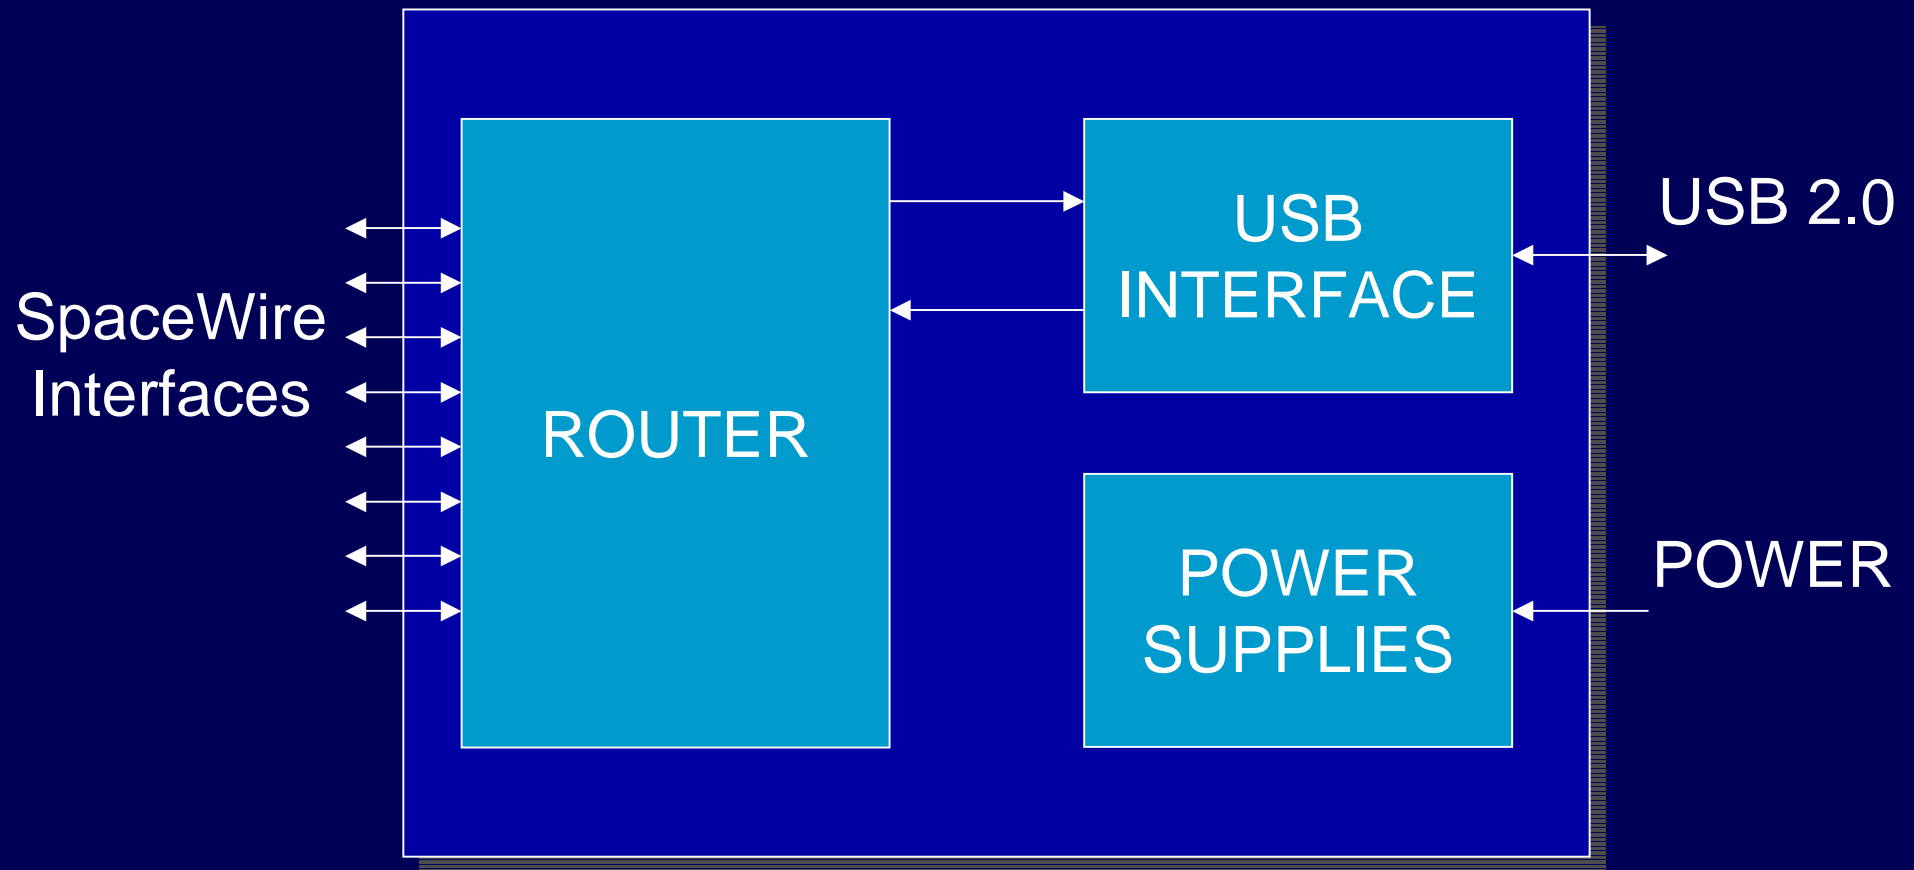 SpaceWire
Interfaces
ROUTER
USB
INTERFACE
USB 2.0
POWER
SUPPLIES
POWER